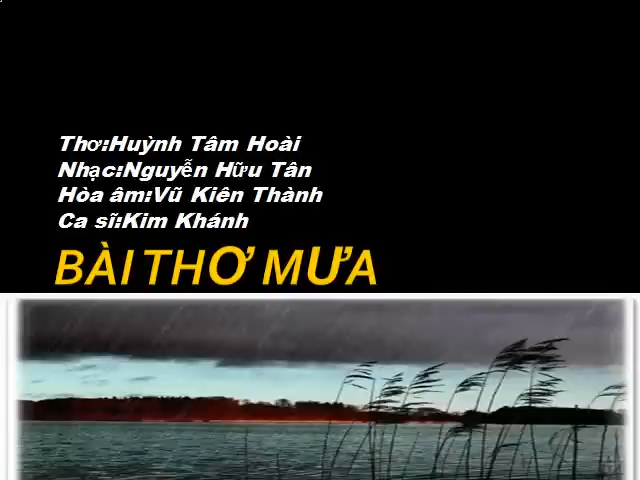 Thơ:Huỳnh Tâm Hoài
Nhạc:Nguyễn Hữu Tân
Hòa âm:Vũ Kiên Thành
Ca sĩ:Kim Khánh
BÀI THƠ MƯA